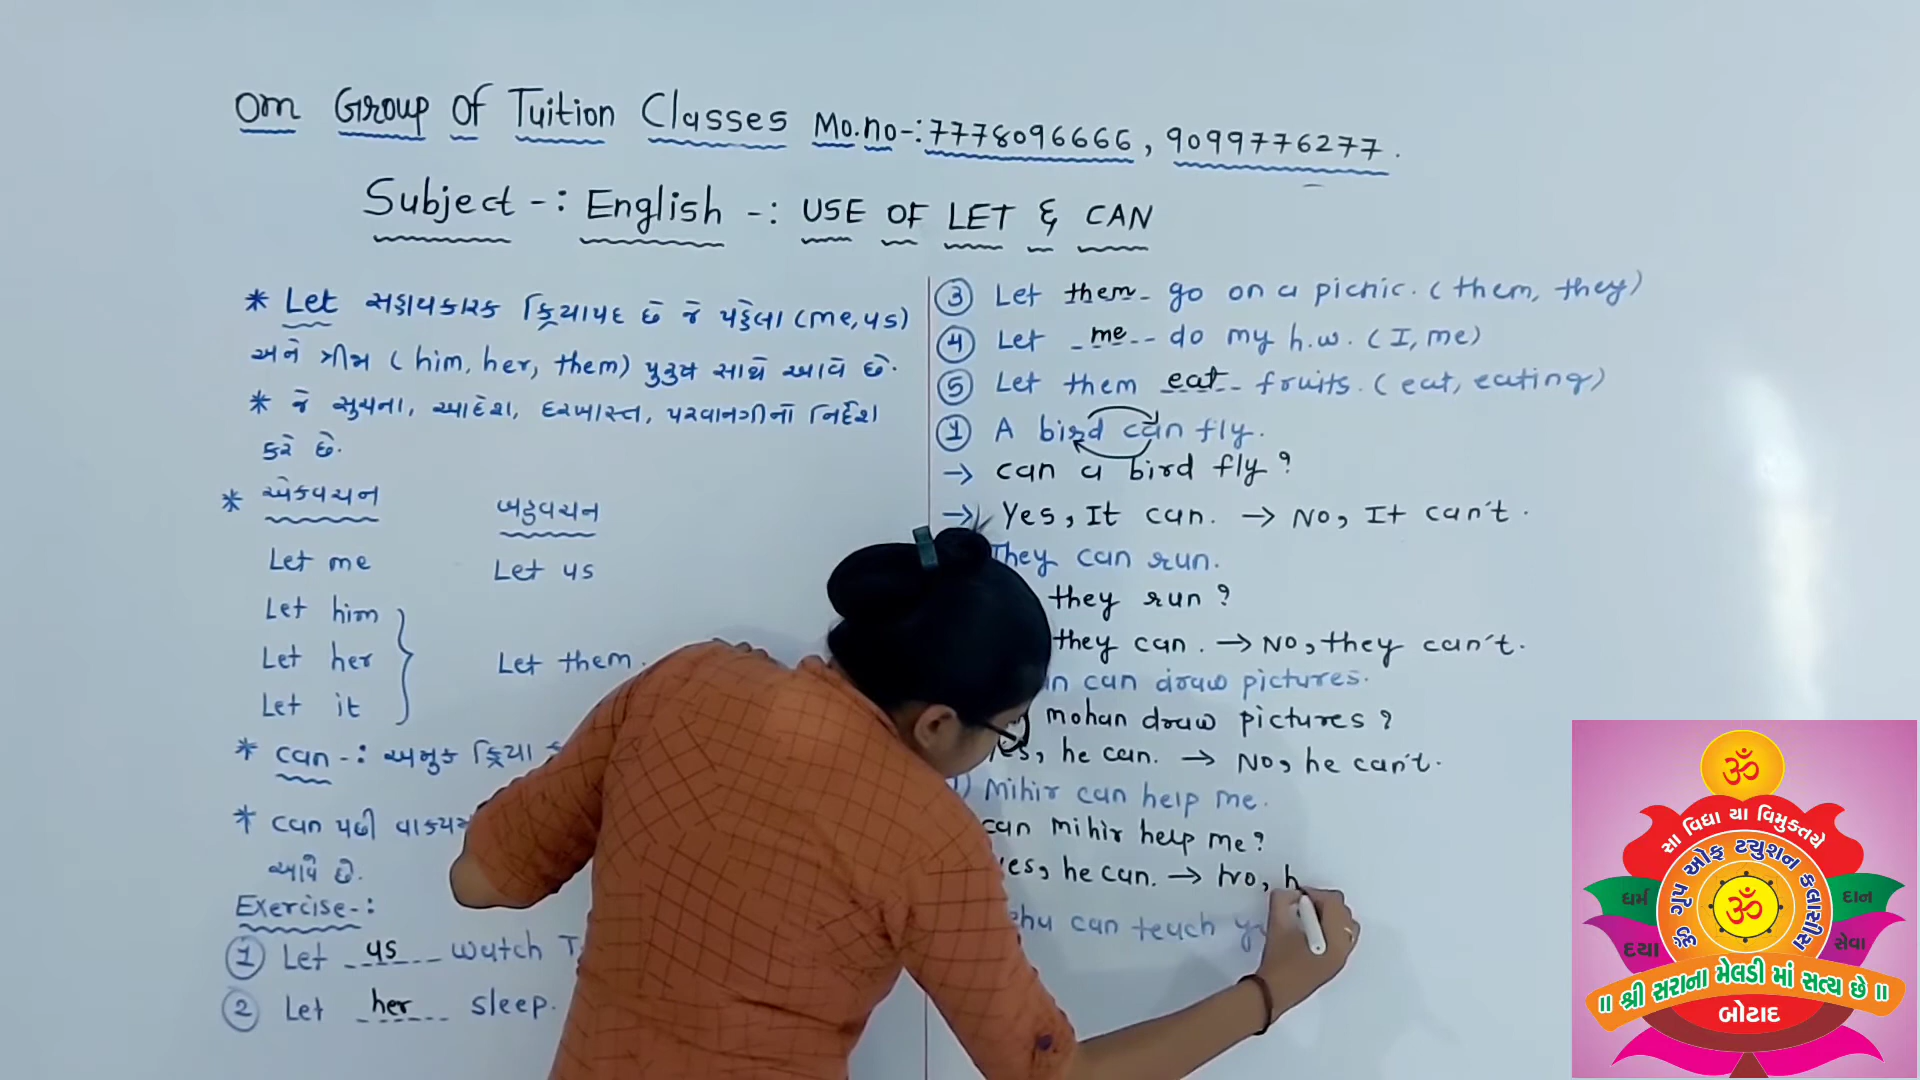 Om Group Of Tuition Classes Mo.no-:7778096666, 9099776277.
Subject -: English -: USE OF LET & CAN
* Let સહાયકારક ક્રિયાપદ છે જે પહેલા (me, us)
અને ત્રીજા (him, her, them) પુરુષ સાથે આવે છે.
* જે સુચના, આદેશ, દરખાસ્ત, પરવાનગીનો નિર્દેશ
કરે છે.
* એકવચન બહુવચન
Let me Let us
Let him
Let her Let them.
Let it
* can -: અમુક ક્રિયા
* can પછી
આવે છે.
Exercise-:
1 Let us watch
2 Let her sleep.
3 Let them go on a picnic. (them, they)
4 Let me do my h.w. (I, me)
5 Let them eat fruits. (eat, eating)
1 A bird can fly.
→ can a bird fly?
→ Yes, It can. → No, It can't.
They can run.
they run?
they can. → No, they can't.
can draw pictures.
mohan draw pictures?
he can. → No, he can't.
Mihir can help me.
can mihir help me?
he can. → No, h
can teach
સા વિદ્યા યા વિમુક્તયે
ૐ
ૐ ગૃપ ઓફ ટ્યુશન કલાસીસ
ૐ
ધર્મ દાન
દયા સેવા
॥ શ્રી સરાના મેલડી માં સત્ય છે ॥
બોટાદ